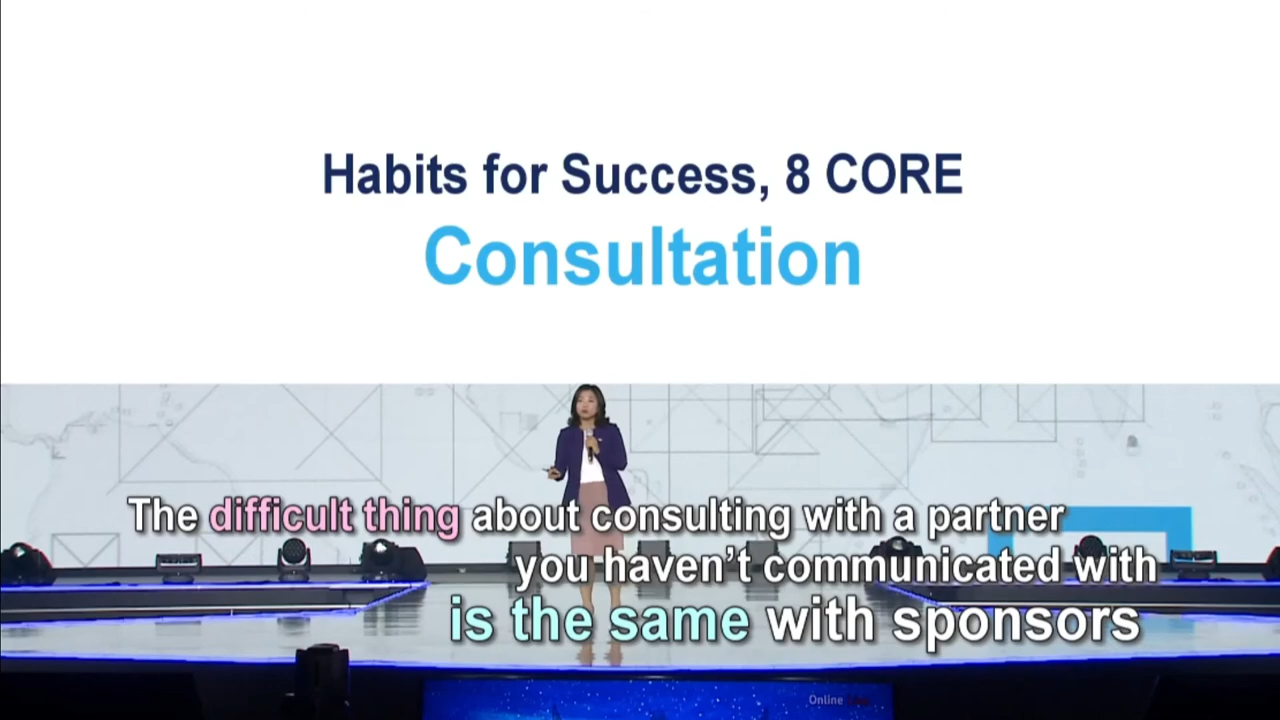 Habits for Success, 8 CORE
Consultation
The difficult thing about consulting with a partner
you haven't communicated with
is the same with sponsors
Online